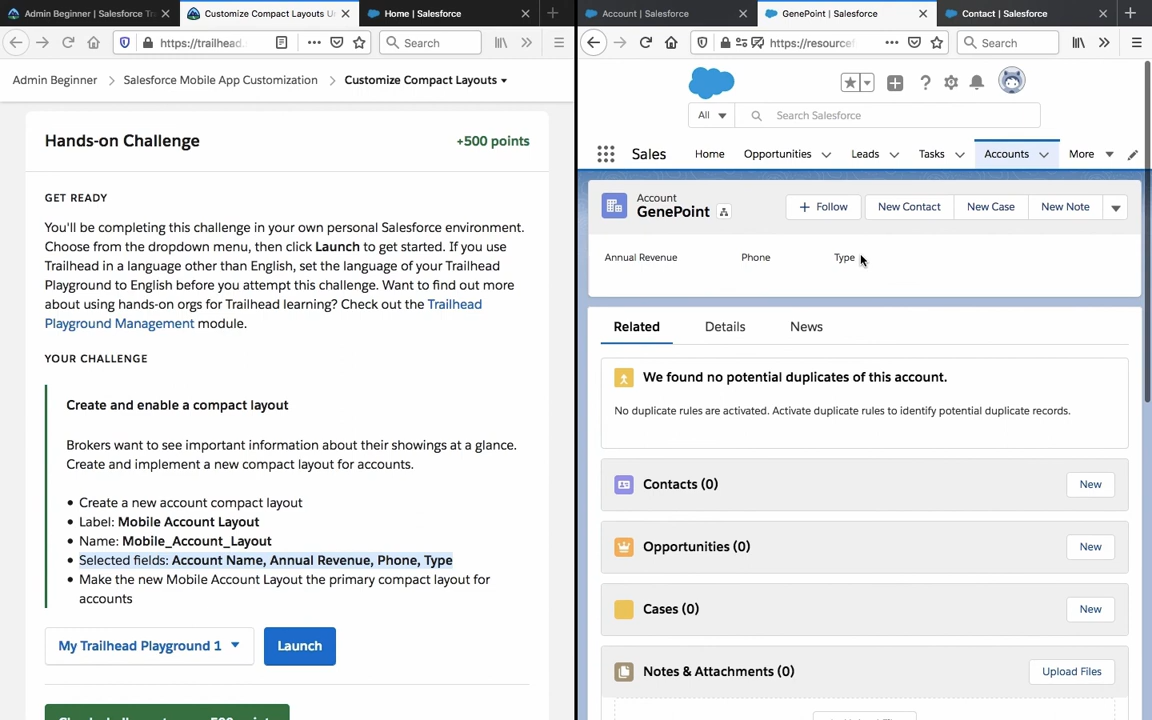 Admin Beginner | Salesforce Tr
Customize Compact Layouts U
Home | Salesforce
https://trailhead.
Search
Admin Beginner > Salesforce Mobile App Customization > Customize Compact Layouts
Hands-on Challenge
+500 points
GET READY
You'll be completing this challenge in your own personal Salesforce environment.
Choose from the dropdown menu, then click Launch to get started. If you use
Trailhead in a language other than English, set the language of your Trailhead
Playground to English before you attempt this challenge. Want to find out more
about using hands-on orgs for Trailhead learning? Check out the Trailhead
Playground Management module.
YOUR CHALLENGE
Create and enable a compact layout
Brokers want to see important information about their showings at a glance.
Create and implement a new compact layout for accounts.
• Create a new account compact layout
• Label: Mobile Account Layout
• Name: Mobile_Account_Layout
• Selected fields: Account Name, Annual Revenue, Phone, Type
• Make the new Mobile Account Layout the primary compact layout for
accounts
My Trailhead Playground 1
Launch
Account | Salesforce
GenePoint | Salesforce
Contact | Salesforce
https://resource
Search
All
Search Salesforce
Sales
Home
Opportunities
Leads
Tasks
Accounts
More
Account
GenePoint
+ Follow
New Contact
New Case
New Note
Annual Revenue
Phone
Type
Related
Details
News
We found no potential duplicates of this account.
No duplicate rules are activated. Activate duplicate rules to identify potential duplicate records.
Contacts (0)
New
Opportunities (0)
New
Cases (0)
New
Notes & Attachments (0)
Upload Files